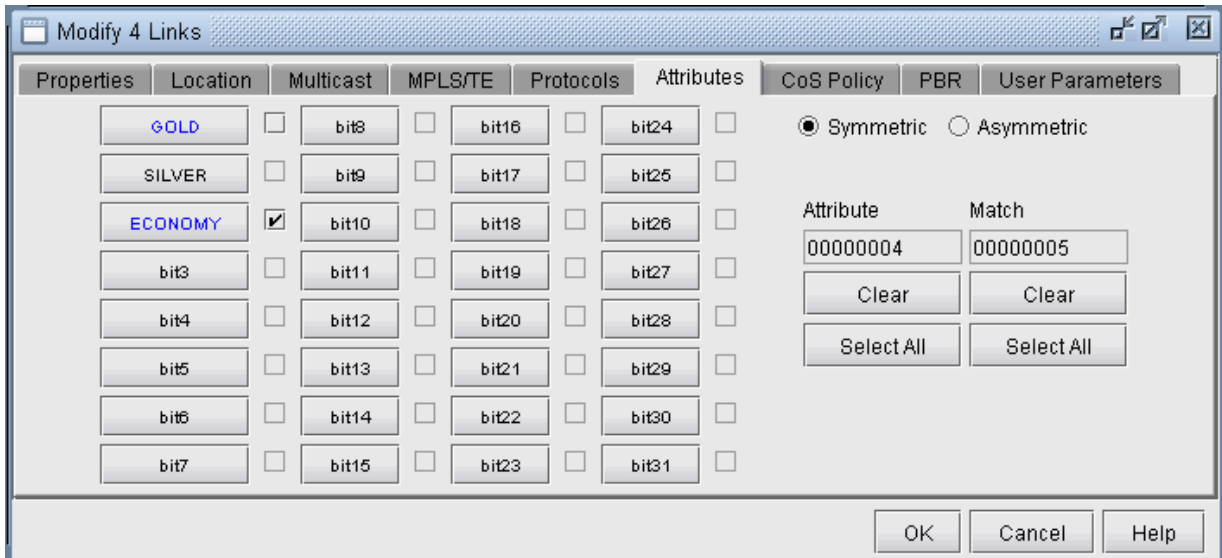 Modify 4 Links
Properties Location Multicast MPLS/TE Protocols Attributes CoS Policy PBR User Parameters
GOLD bit8 bit16 bit24 Symmetric Asymmetric
SILVER bit9 bit17 bit25
ECONOMY bit10 bit18 bit26 Attribute Match
00000004 00000005
bit3 bit11 bit19 bit27 Clear Clear
bit4 bit12 bit20 bit28 Select All Select All
bit5 bit13 bit21 bit29
bit6 bit14 bit22 bit30
bit7 bit15 bit23 bit31
OK Cancel Help